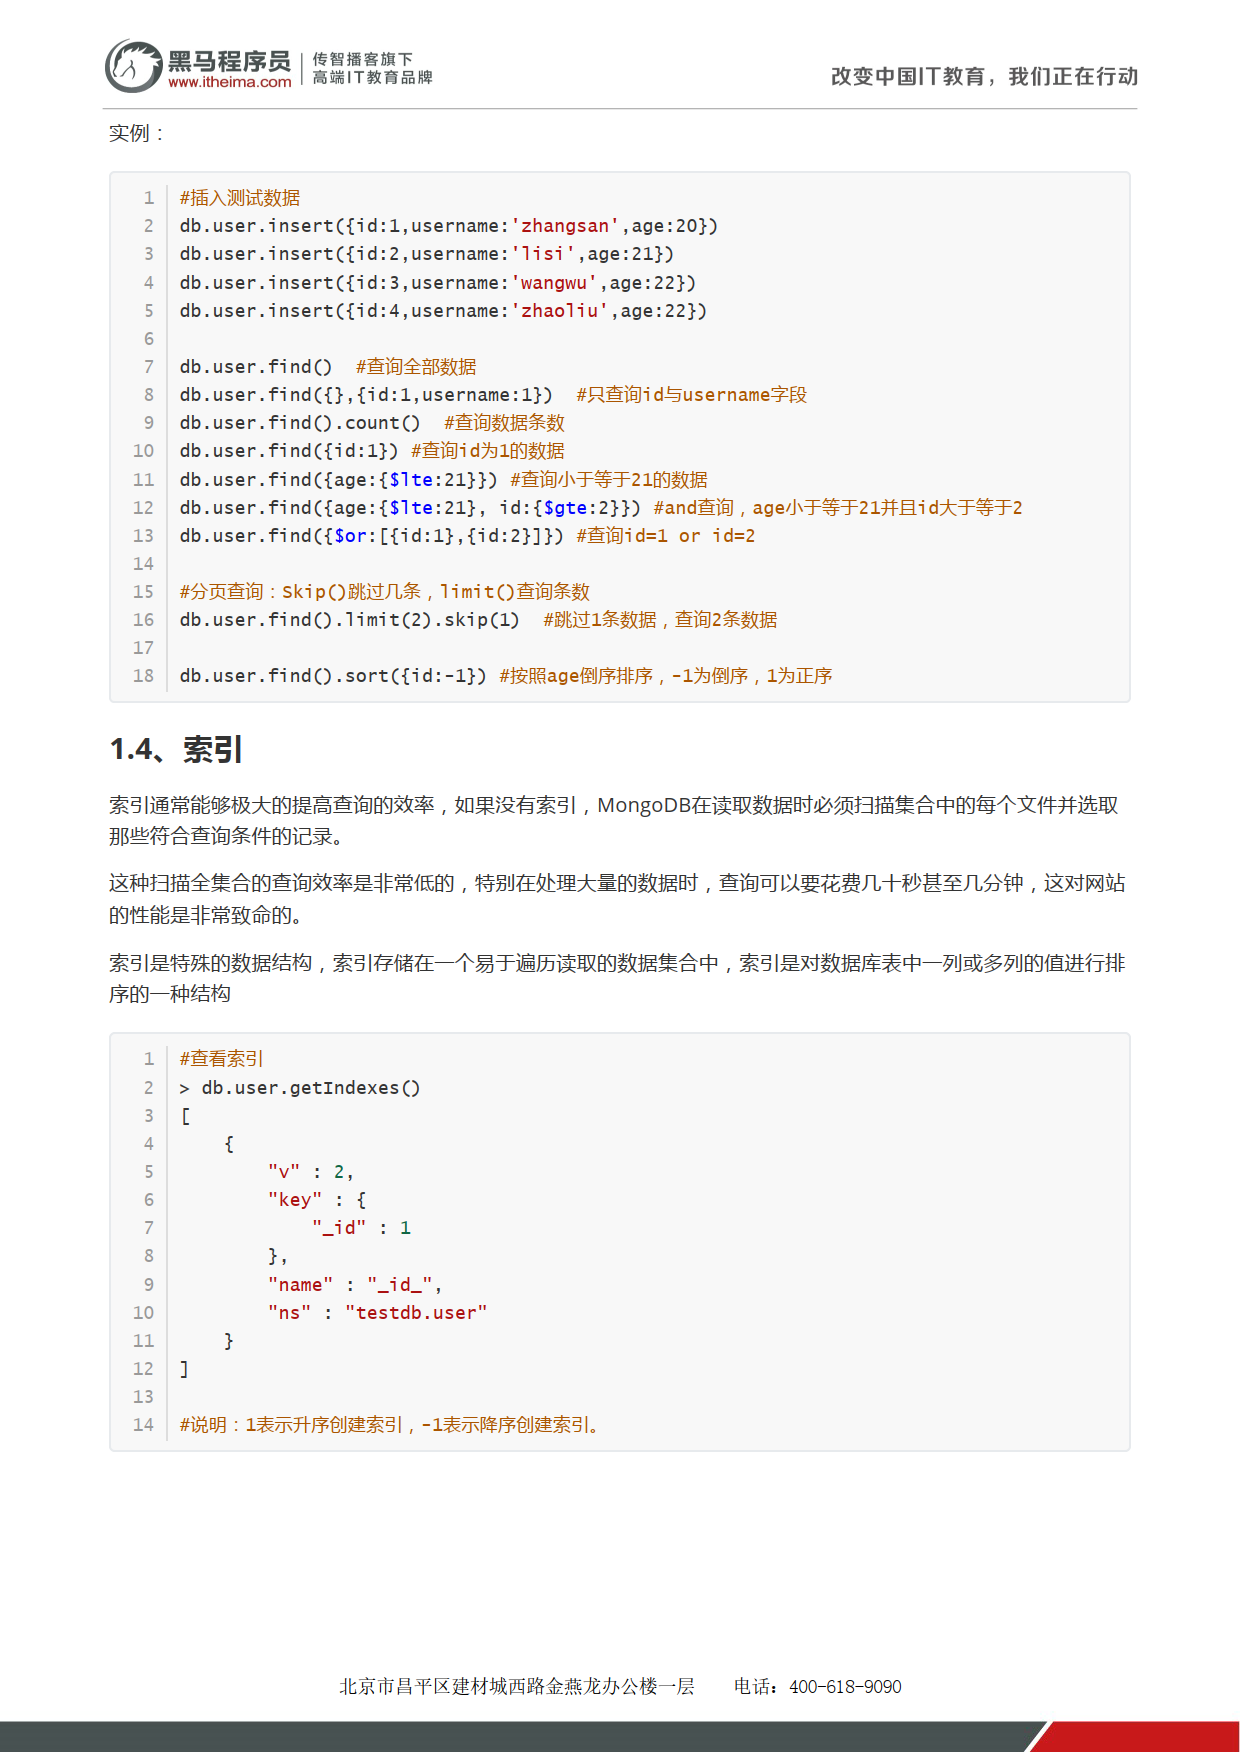 黑马程序员
www.itheima.com
传智播客旗下
高端IT教育品牌
改变中国IT教育，我们正在行动
实例：
1 #插入测试数据
2 db.user.insert({id:1,username:'zhangsan',age:20})
3 db.user.insert({id:2,username:'lisi',age:21})
4 db.user.insert({id:3,username:'wangwu',age:22})
5 db.user.insert({id:4,username:'zhaoliu',age:22})
6
7 db.user.find()  #查询全部数据
8 db.user.find({},{id:1,username:1})  #只查询id与username字段
9 db.user.find().count()  #查询数据条数
10 db.user.find({id:1}) #查询id为1的数据
11 db.user.find({age:{$lte:21}}) #查询小于等于21的数据
12 db.user.find({age:{$lte:21}, id:{$gte:2}}) #and查询，age小于等于21并且id大于等于2
13 db.user.find({$or:[{id:1},{id:2}]}) #查询id=1 or id=2
14
15 #分页查询：Skip()跳过几条，limit()查询条数
16 db.user.find().limit(2).skip(1)  #跳过1条数据，查询2条数据
17
18 db.user.find().sort({id:-1}) #按照age倒序排序，-1为倒序，1为正序
1.4、索引
索引通常能够极大的提高查询的效率，如果没有索引，MongoDB在读取数据时必须扫描集合中的每个文件并选取
那些符合查询条件的记录。
这种扫描全集合的查询效率是非常低的，特别在处理大量的数据时，查询可以要花费几十秒甚至几分钟，这对网站
的性能是非常致命的。
索引是特殊的数据结构，索引存储在一个易于遍历读取的数据集合中，索引是对数据库表中一列或多列的值进行排
序的一种结构
1 #查看索引
2 > db.user.getIndexes()
3 [
4     {
5         "v" : 2,
6         "key" : {
7             "_id" : 1
8         },
9         "name" : "_id_",
10         "ns" : "testdb.user"
11     }
12 ]
13
14 #说明：1表示升序创建索引，-1表示降序创建索引。
北京市昌平区建材城西路金燕龙办公楼一层 电话：400-618-9090